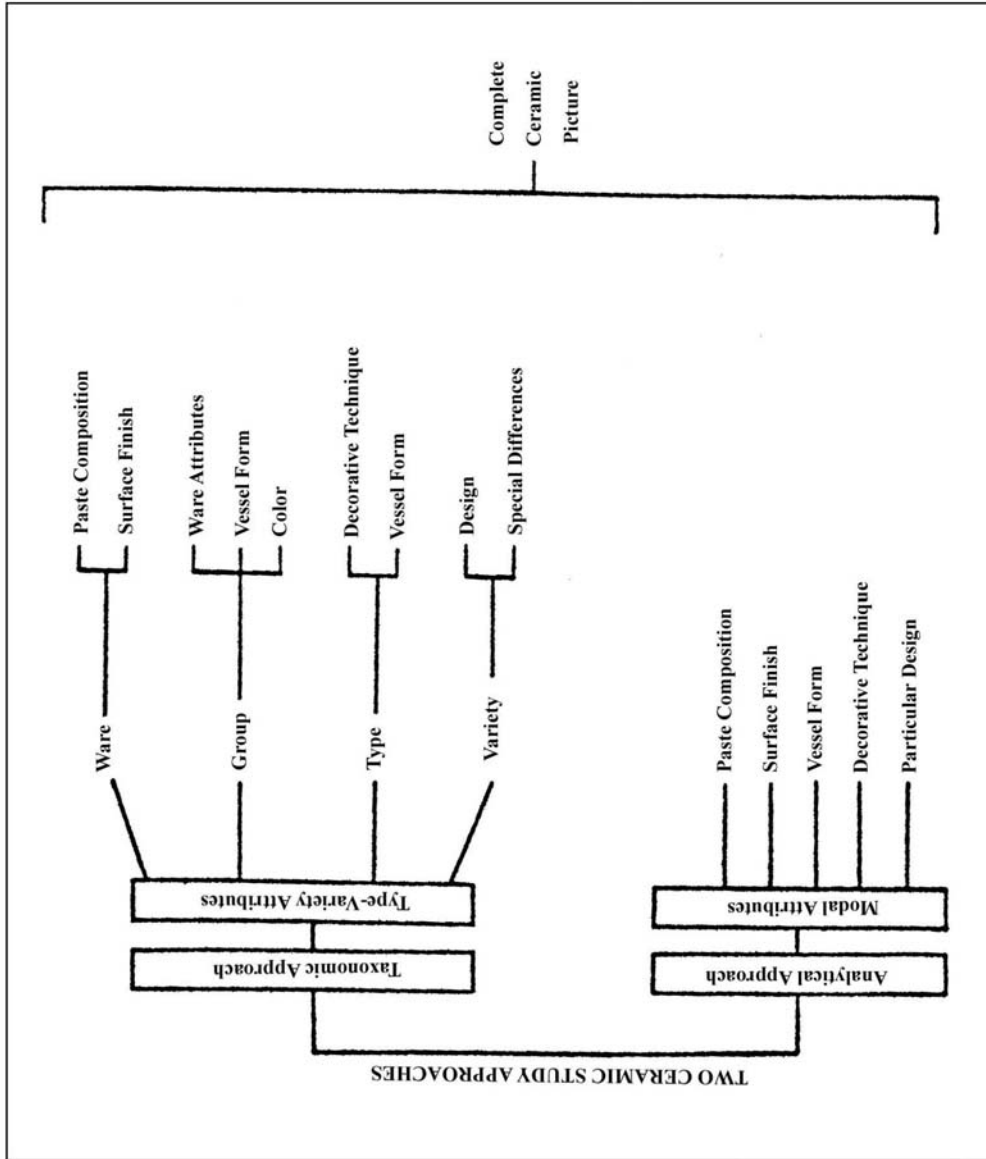 TWO CERAMIC STUDY APPROACHES
Taxonomic Approach
Type-Variety Attributes
Ware
Paste Composition
Surface Finish
Group
Ware Attributes
Vessel Form
Color
Type
Decorative Technique
Vessel Form
Variety
Design
Special Differences
Analytical Approach
Modal Attributes
Paste Composition
Surface Finish
Vessel Form
Decorative Technique
Particular Design
Complete
Ceramic
Picture